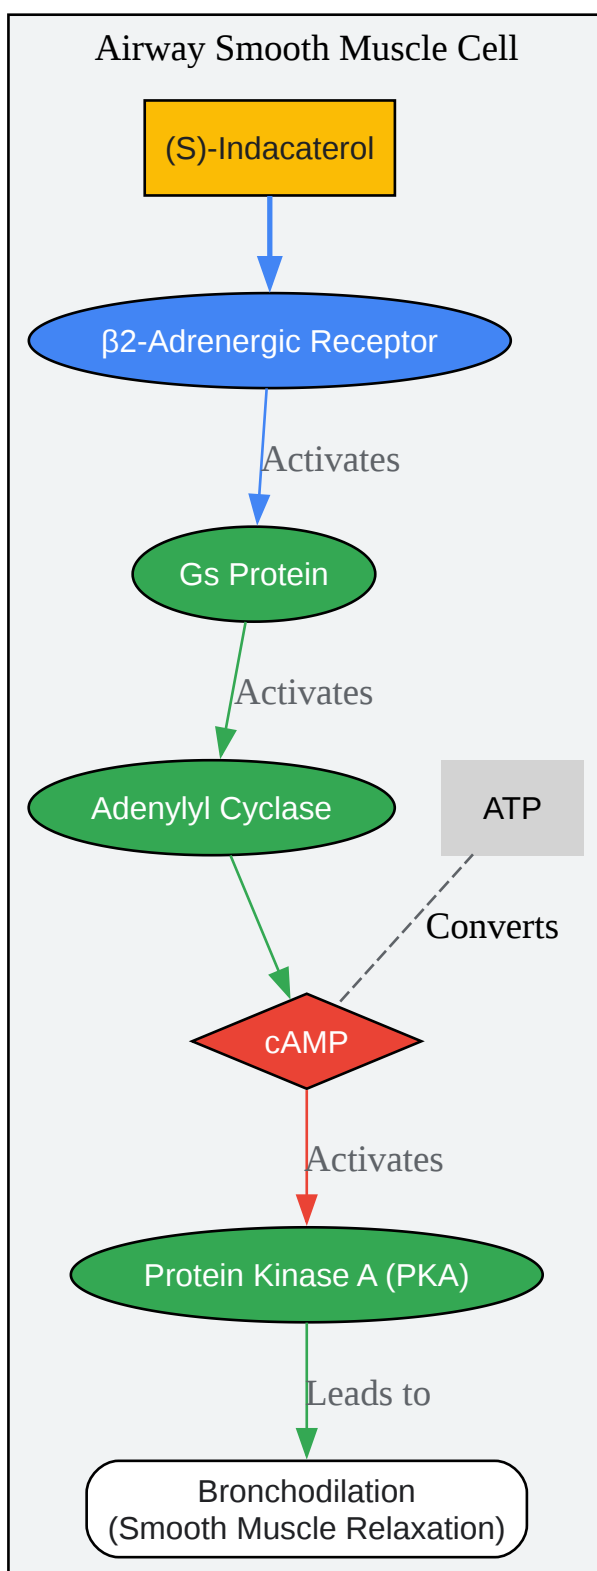 Airway Smooth Muscle Cell
(S)-Indacaterol
β2-Adrenergic Receptor
Activates
Gs Protein
Activates
Adenylyl Cyclase
ATP
Converts
cAMP
Activates
Protein Kinase A (PKA)
Leads to
Bronchodilation
(Smooth Muscle Relaxation)